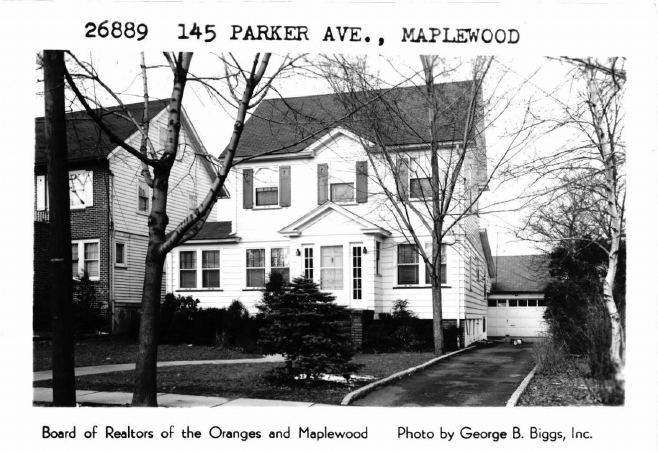 26889 145 PARKER AVE., MAPLEWOOD
Board of Realtors of the Oranges and Maplewood Photo by George B. Biggs, Inc.